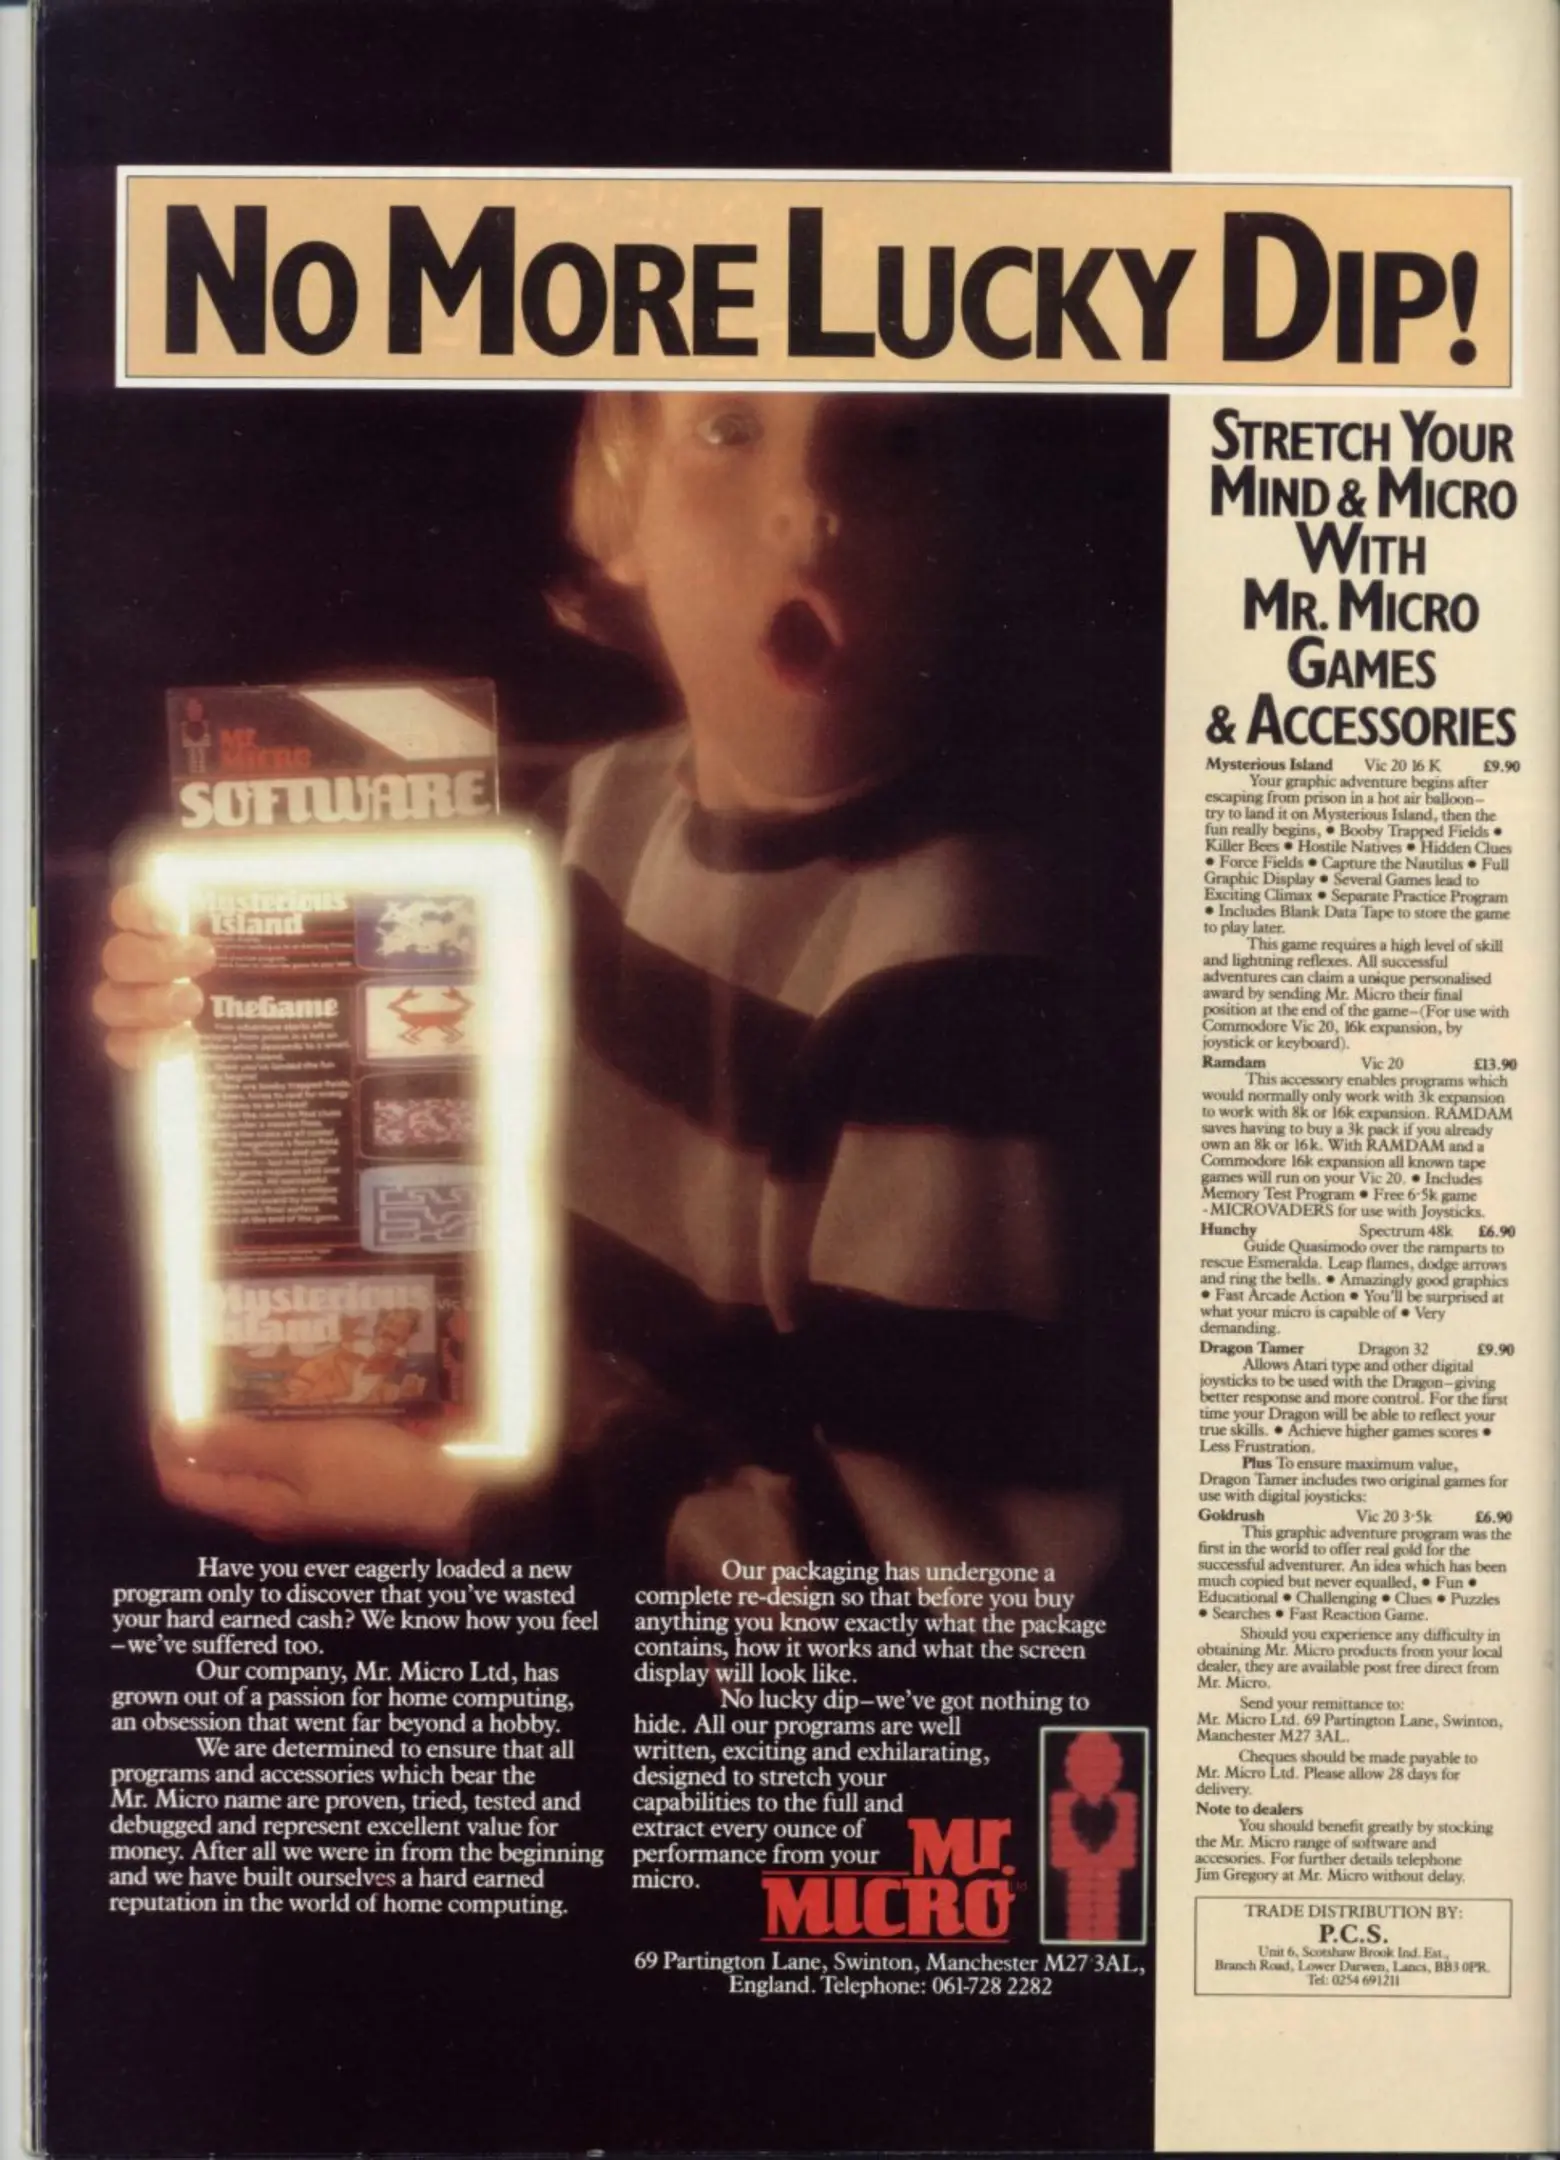 NO MORE LUCKY DIP!
Mr
MICRO
SOFTWARE
Mysterious
Island
TheGame
Mysterious
Island
Have you ever eagerly loaded a new
program only to discover that you've wasted
your hard earned cash? We know how you feel
–we've suffered too.
Our company, Mr. Micro Ltd, has
grown out of a passion for home computing,
an obsession that went far beyond a hobby.
We are determined to ensure that all
programs and accessories which bear the
Mr. Micro name are proven, tried, tested and
debugged and represent excellent value for
money. After all we were in from the beginning
and we have built ourselves a hard earned
reputation in the world of home computing.
Our packaging has undergone a
complete re-design so that before you buy
anything you know exactly what the package
contains, how it works and what the screen
display will look like.
No lucky dip–we've got nothing to
hide. All our programs are well
written, exciting and exhilarating,
designed to stretch your
capabilities to the full and
extract every ounce of
performance from your
micro.
Mr.
MICRO
Ltd
69 Partington Lane, Swinton, Manchester M27 3AL,
England. Telephone: 061-728 2282
STRETCH YOUR
MIND & MICRO
WITH
MR. MICRO
GAMES
& ACCESSORIES
Mysterious Island Vic 20 16 K £9.90
Your graphic adventure begins after
escaping from prison in a hot air balloon–
try to land it on Mysterious Island, then the
fun really begins, • Booby Trapped Fields •
Killer Bees • Hostile Natives • Hidden Clues
• Force Fields • Capture the Nautilus • Full
Graphic Display • Several Games lead to
Exciting Climax • Separate Practice Program
• Includes Blank Data Tape to store the game
to play later.
This game requires a high level of skill
and lightning reflexes. All successful
adventures can claim a unique personalised
award by sending Mr. Micro their final
position at the end of the game–(For use with
Commodore Vic 20, 16k expansion, by
joystick or keyboard).
Ramdam Vic 20 £13.90
This accessory enables programs which
would normally only work with 3k expansion
to work with 8k or 16k expansion. RAMDAM
saves having to buy a 3k pack if you already
own an 8k or 16k. With RAMDAM and a
Commodore 16k expansion all known tape
games will run on your Vic 20. • Includes
Memory Test Program • Free 6·5k game
-MICROVADERS for use with Joysticks.
Hunchy Spectrum 48k £6.90
Guide Quasimodo over the ramparts to
rescue Esmeralda. Leap flames, dodge arrows
and ring the bells. • Amazingly good graphics
• Fast Arcade Action • You'll be surprised at
what your micro is capable of • Very
demanding.
Dragon Tamer Dragon 32 £9.90
Allows Atari type and other digital
joysticks to be used with the Dragon–giving
better response and more control. For the first
time your Dragon will be able to reflect your
true skills. • Achieve higher games scores •
Less Frustration.
Plus To ensure maximum value,
Dragon Tamer includes two original games for
use with digital joysticks:
Goldrush Vic 20 3·5k £6.90
This graphic adventure program was the
first in the world to offer real gold for the
successful adventurer. An idea which has been
much copied but never equalled, • Fun •
Educational • Challenging • Clues • Puzzles
• Searches • Fast Reaction Game.
Should you experience any difficulty in
obtaining Mr. Micro products from your local
dealer, they are available post free direct from
Mr. Micro.
Send your remittance to:
Mr. Micro Ltd. 69 Partington Lane, Swinton,
Manchester M27 3AL.
Cheques should be made payable to
Mr. Micro Ltd. Please allow 28 days for
delivery.
Note to dealers
You should benefit greatly by stocking
the Mr. Micro range of software and
accesories. For further details telephone
Jim Gregory at Mr. Micro without delay.
TRADE DISTRIBUTION BY:
P.C.S.
Unit 6, Scotshaw Brook Ind. Est.,
Branch Road, Lower Darwen, Lancs, BB3 0PR.
Tel: 0254 691211